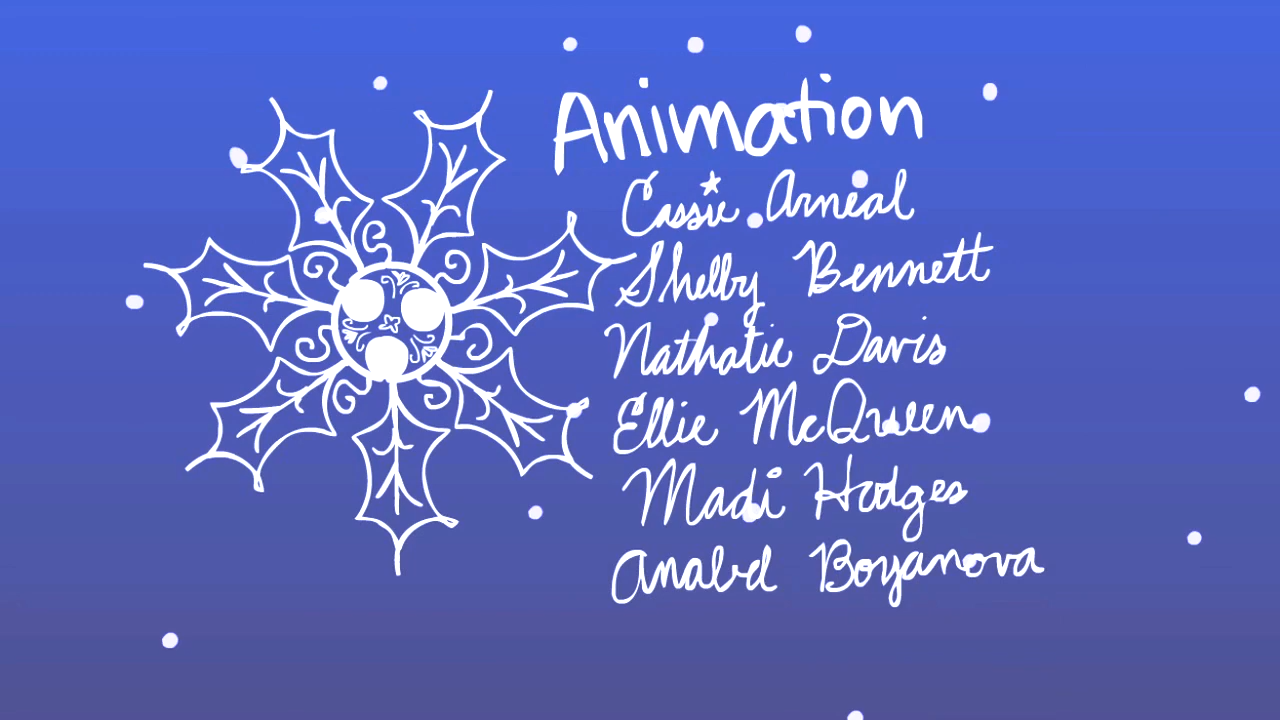 Animation
Cassie Arneal
Shelby Bennett
Nathalie Davis
Ellie McQueen
Madi Hodges
Anabel Boyanova